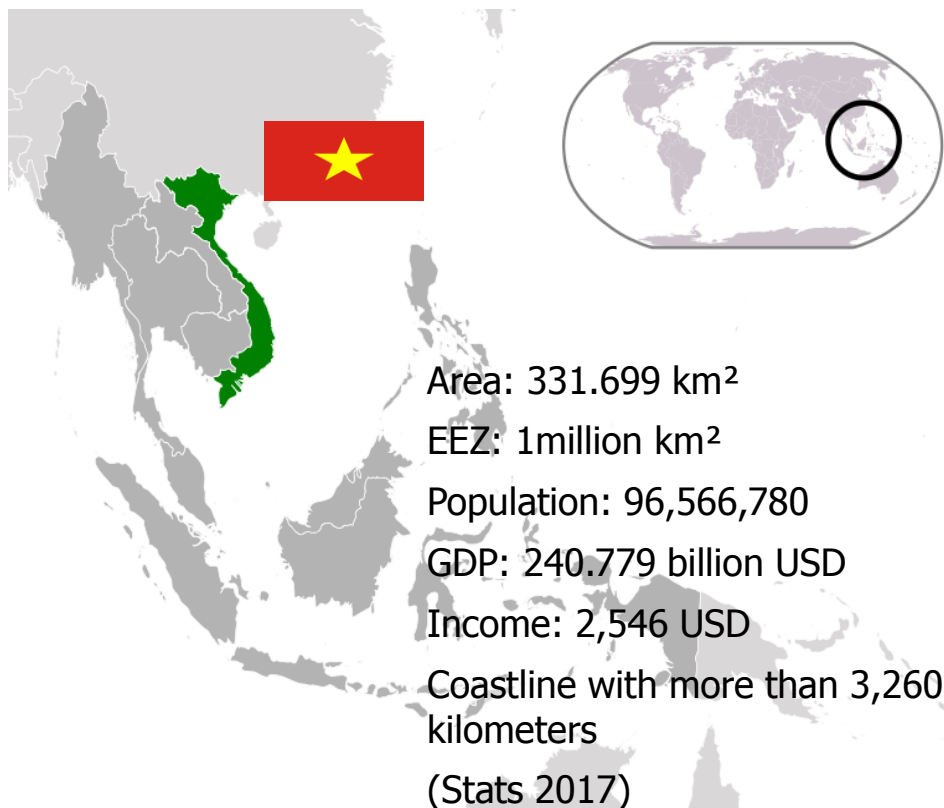 Area: 331.699 km²
EEZ: 1million km²
Population: 96,566,780
GDP: 240.779 billion USD
Income: 2,546 USD
Coastline with more than 3,260
kilometers
(Stats 2017)